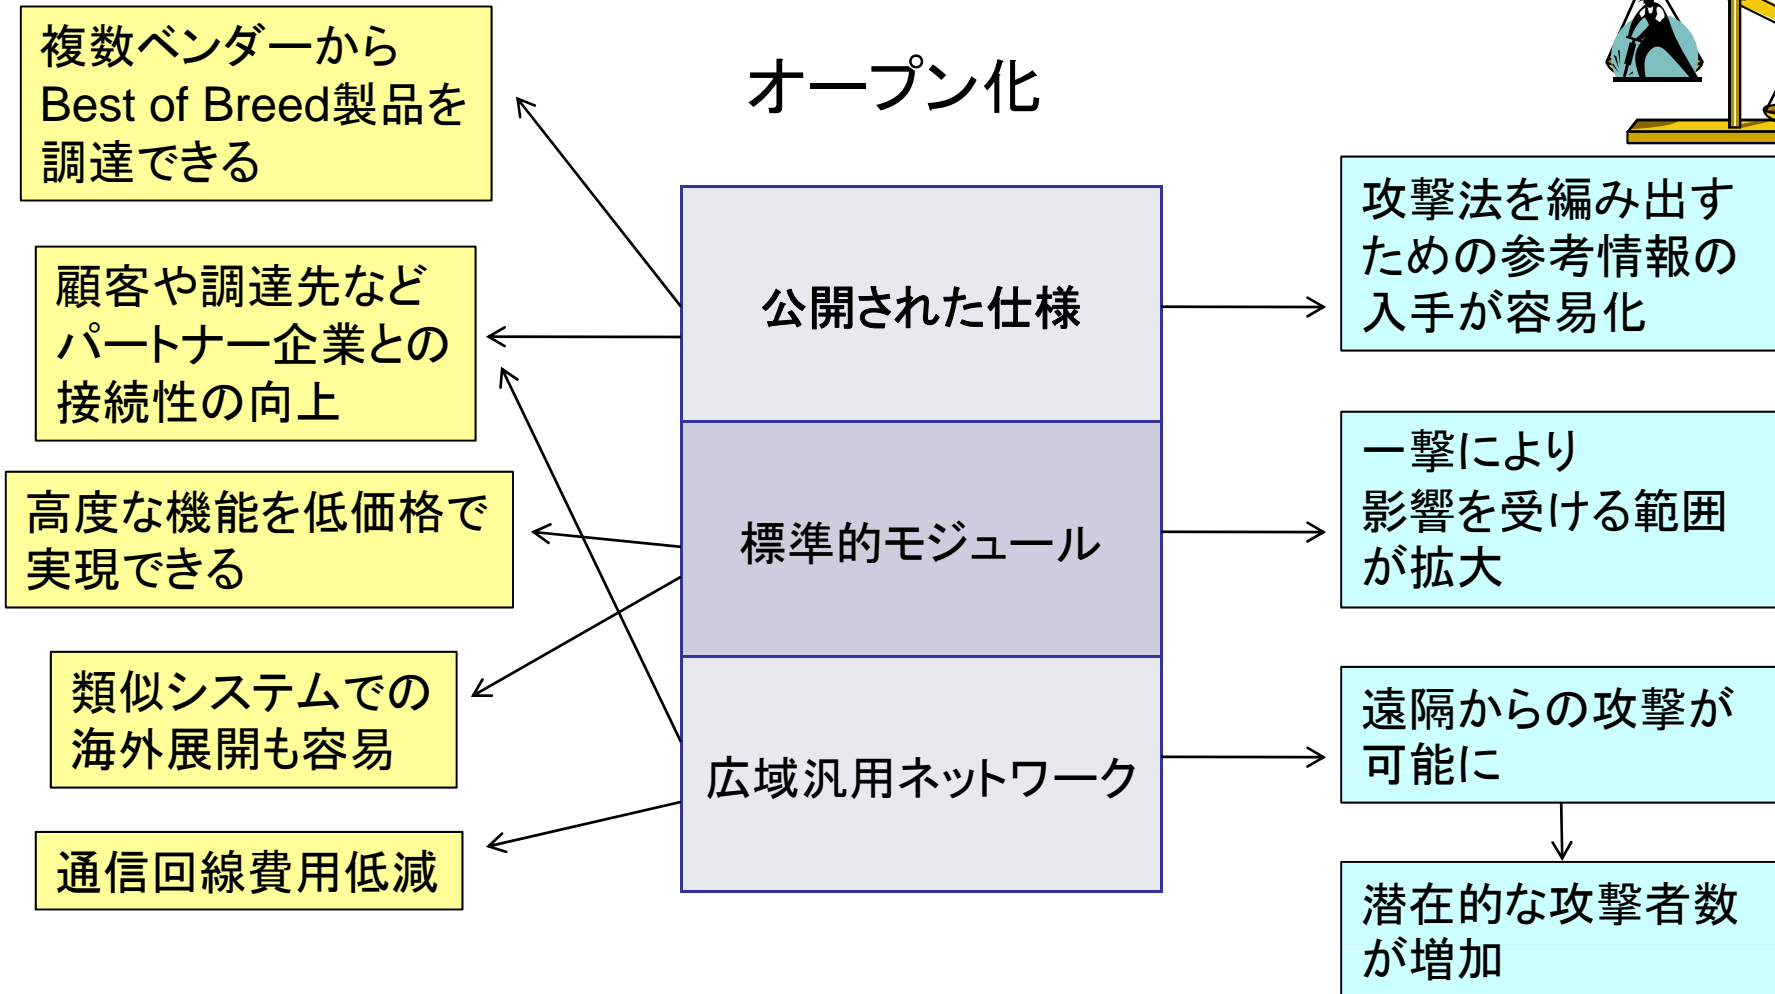 オープン化
複数ベンダーから
Best of Breed製品を
調達できる
顧客や調達先など
パートナー企業との
接続性の向上
高度な機能を低価格で
実現できる
類似システムでの
海外展開も容易
通信回線費用低減
公開された仕様
標準的モジュール
広域汎用ネットワーク
攻撃法を編み出す
ための参考情報の
入手が容易化
一撃により
影響を受ける範囲
が拡大
遠隔からの攻撃が
可能に
潜在的な攻撃者数
が増加